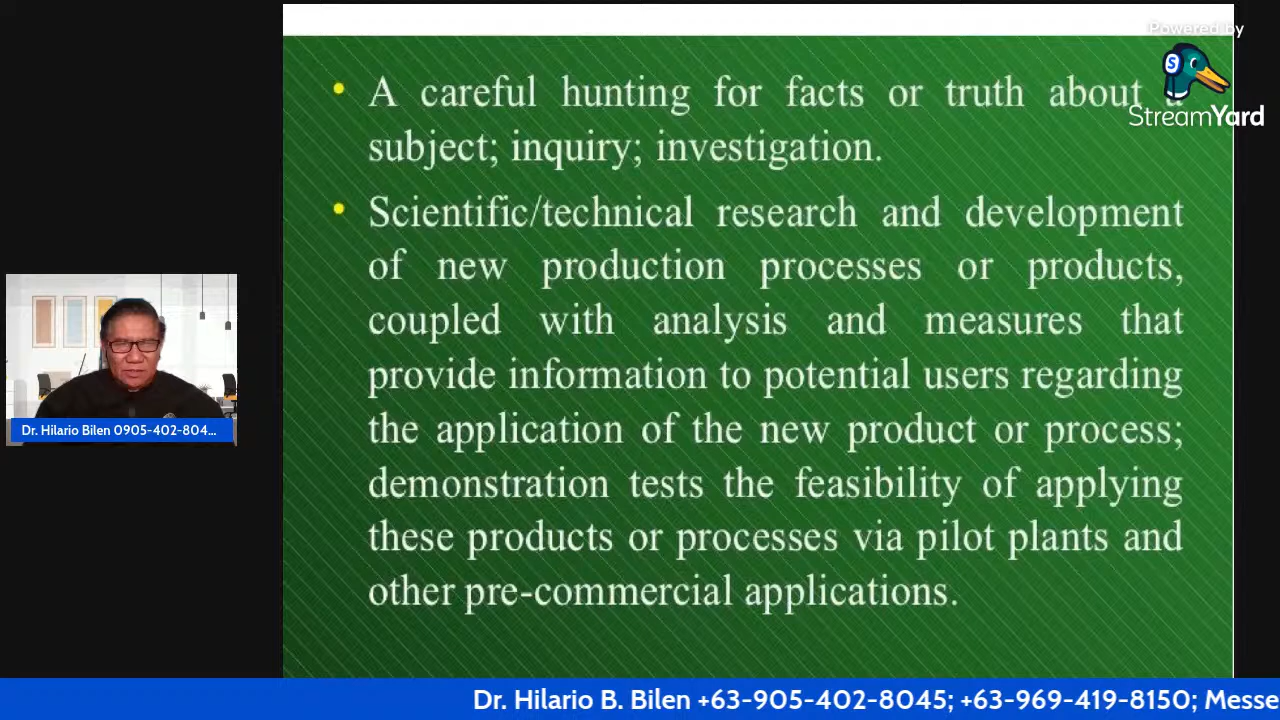 Powered by
StreamYard
• A careful hunting for facts or truth about a
subject; inquiry; investigation.
• Scientific/technical research and development
of new production processes or products,
coupled with analysis and measures that
provide information to potential users regarding
the application of the new product or process;
demonstration tests the feasibility of applying
these products or processes via pilot plants and
other pre-commercial applications.
Dr. Hilario Bilen 0905-402-804...
Dr. Hilario B. Bilen +63-905-402-8045; +63-969-419-8150; Messe